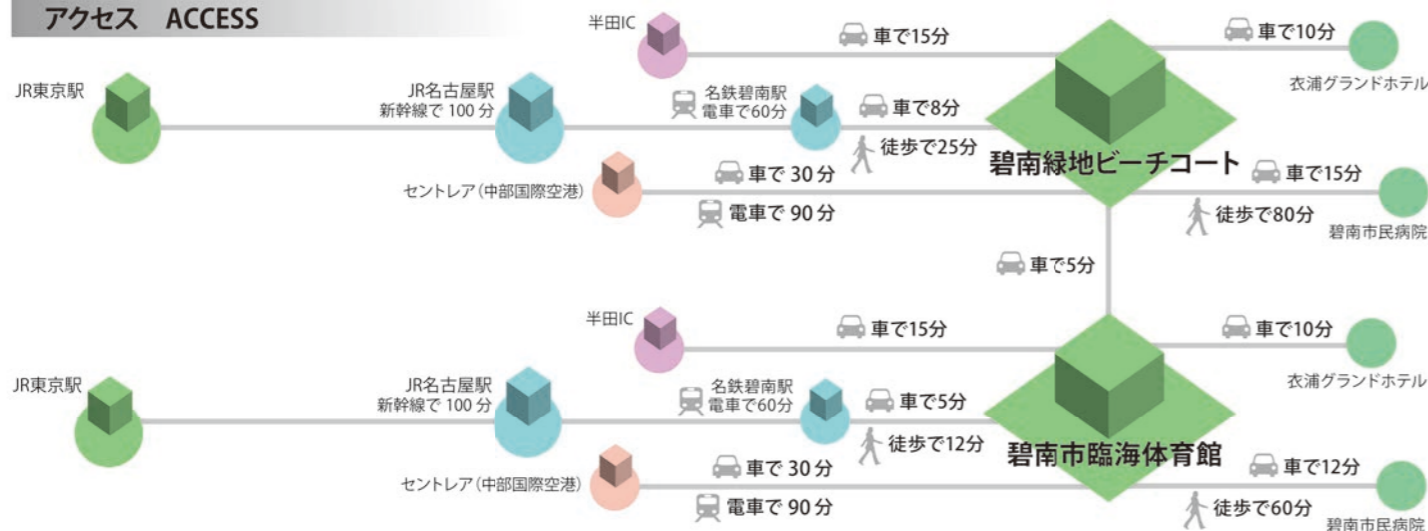 アクセス ACCESS
半田IC
車で15分
車で10分
衣浦グランドホテル
JR東京駅
JR名古屋駅
新幹線で 100 分
名鉄碧南駅
電車で60分
車で8分
徒歩で25分
碧南緑地ビーチコート
セントレア(中部国際空港)
車で 30 分
電車で 90 分
車で15分
徒歩で80分
碧南市民病院
車で5分
半田IC
車で15分
車で10分
衣浦グランドホテル
JR東京駅
JR名古屋駅
新幹線で 100 分
名鉄碧南駅
電車で60分
車で5分
徒歩で12分
碧南市臨海体育館
セントレア(中部国際空港)
車で 30 分
電車で 90 分
車で12分
徒歩で60分
碧南市民病院